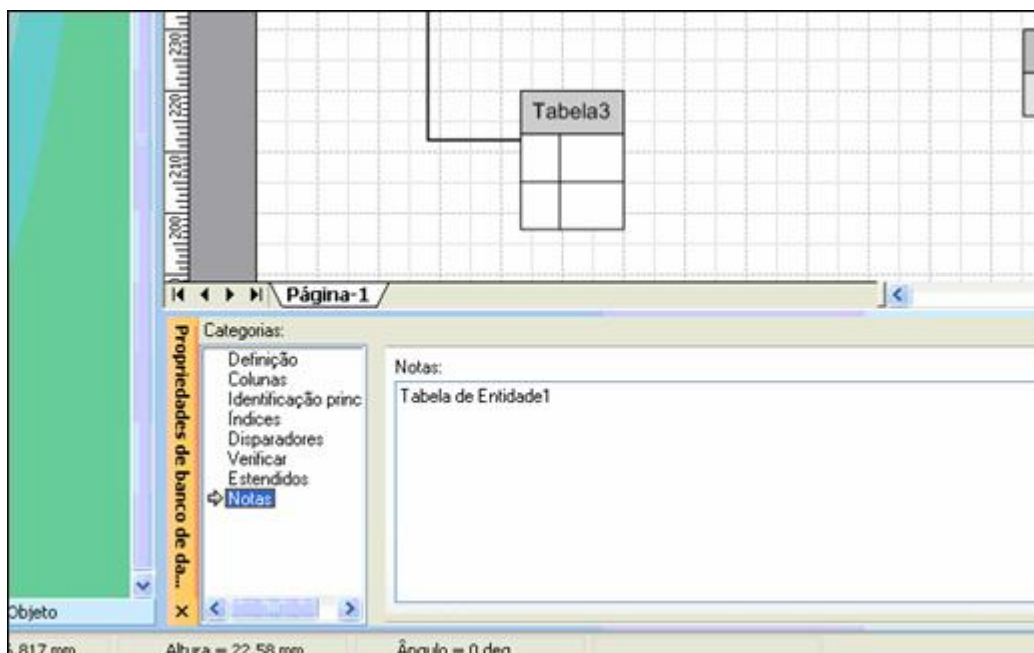 230
220
Tabela3
210
200
Página-1
Propriedades de banco de da...
Categorias:
Definição
Colunas
Identificação princ
Índices
Disparadores
Verificar
Estendidos
Notas
Notas:
Tabela de Entidade1
Objeto
817 mm
Altura = 22,58 mm
Ângulo = 0 deg